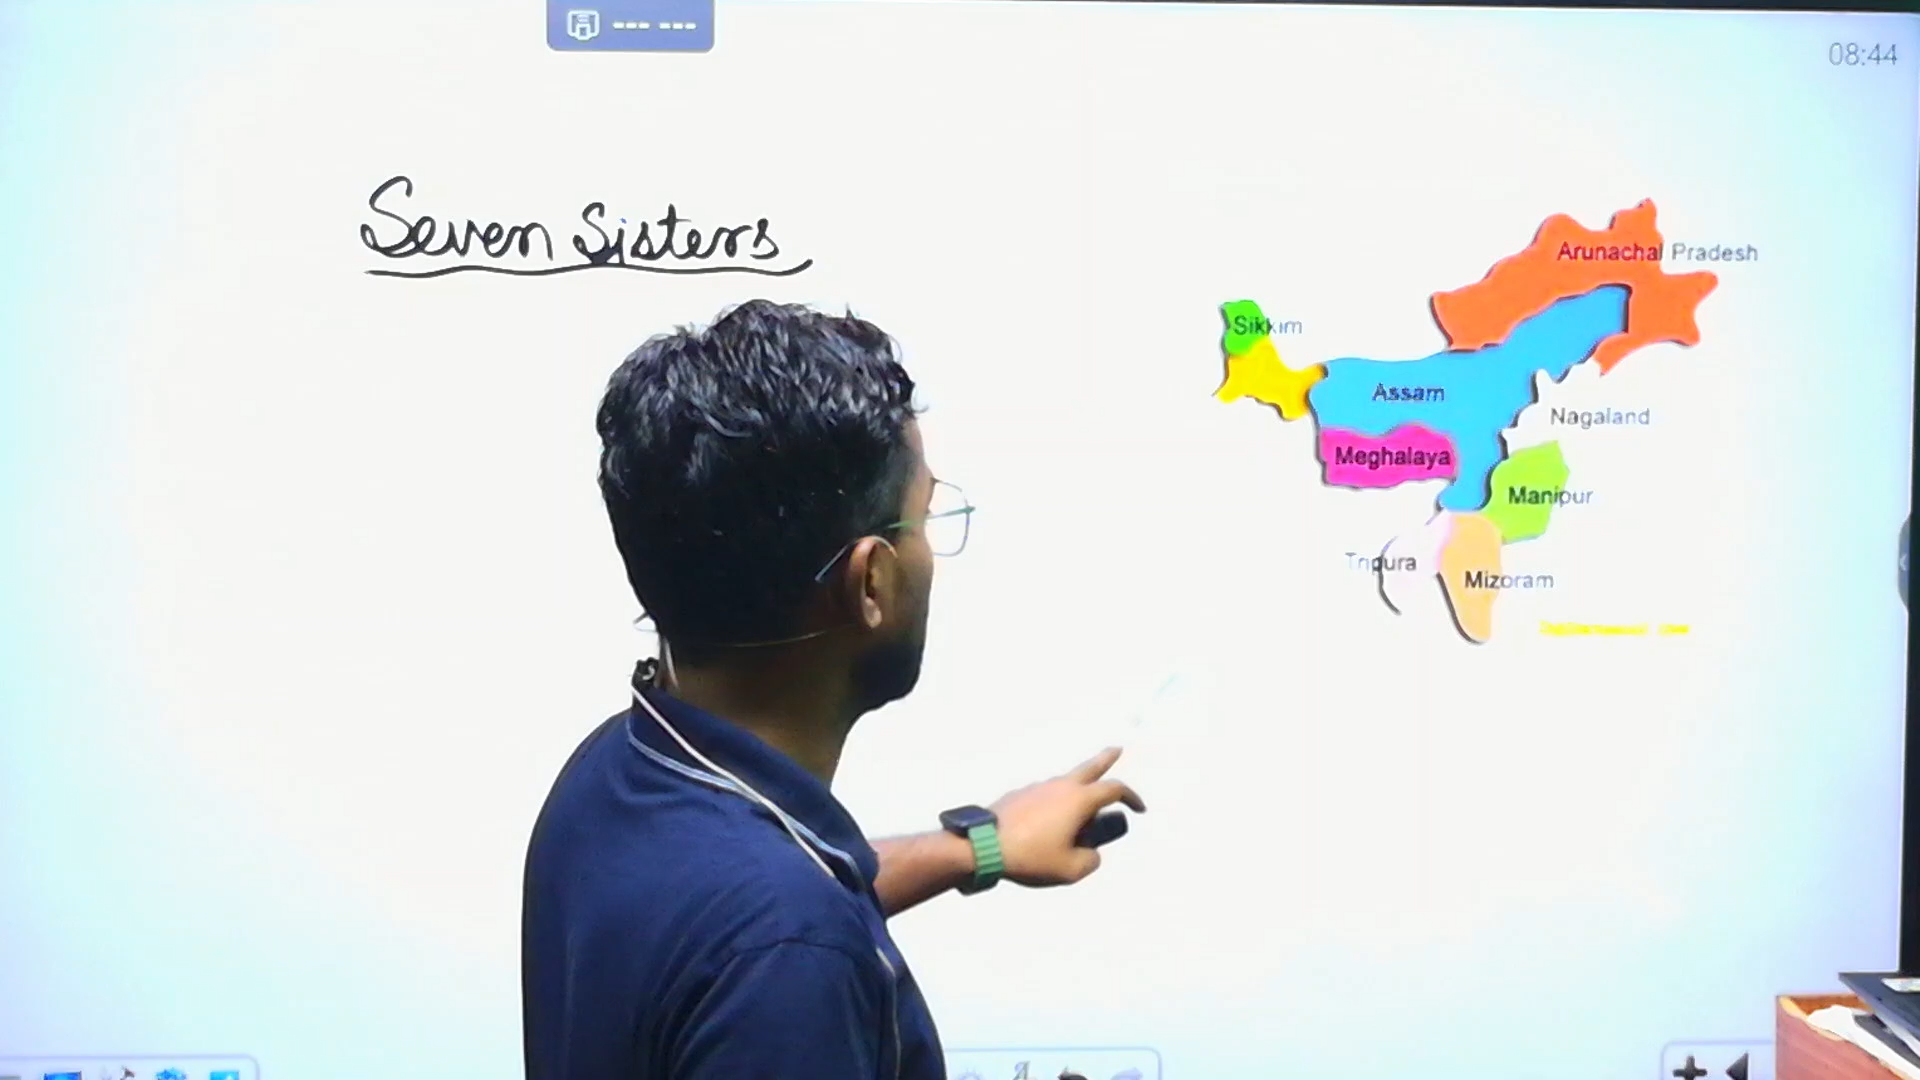 08:44
Seven Sisters
Arunachal Pradesh
Sikkim
Assam
Nagaland
Meghalaya
Manipur
Tripura
Mizoram